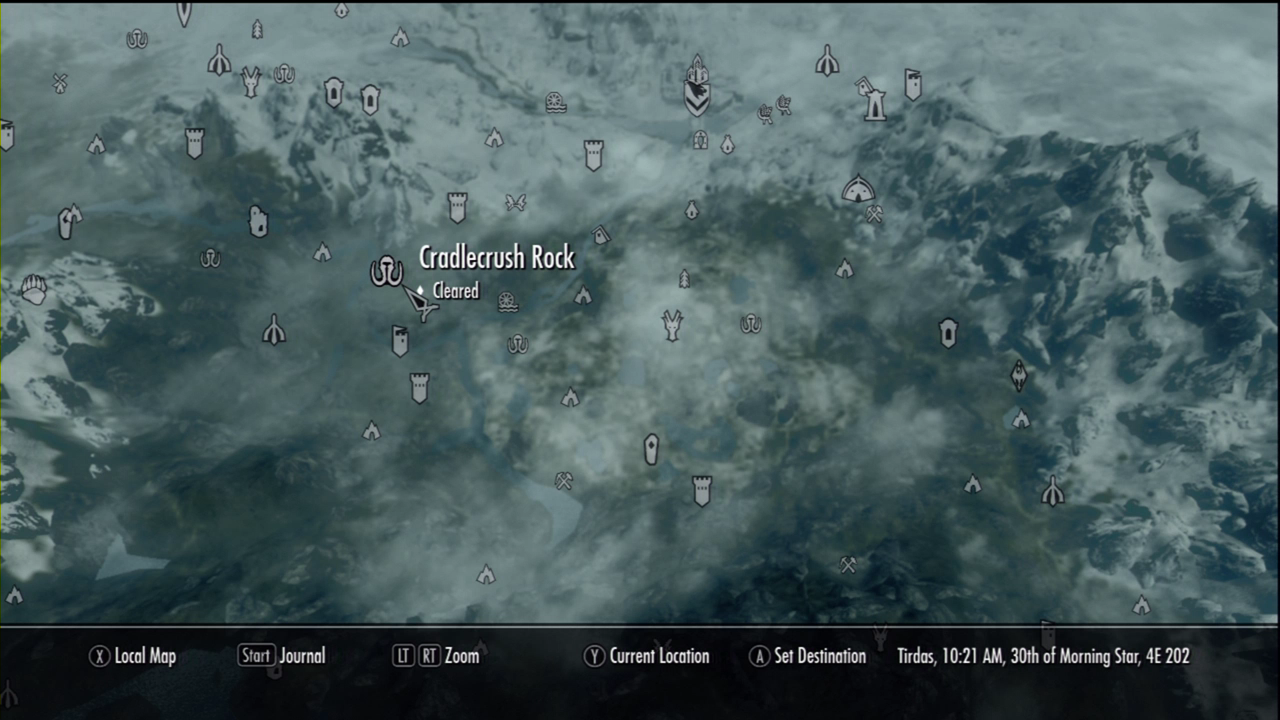 Cradlecrush Rock
Cleared
X Local Map Start Journal LT RT Zoom Y Current Location A Set Destination Tirdas, 10:21 AM, 30th of Morning Star, 4E 202